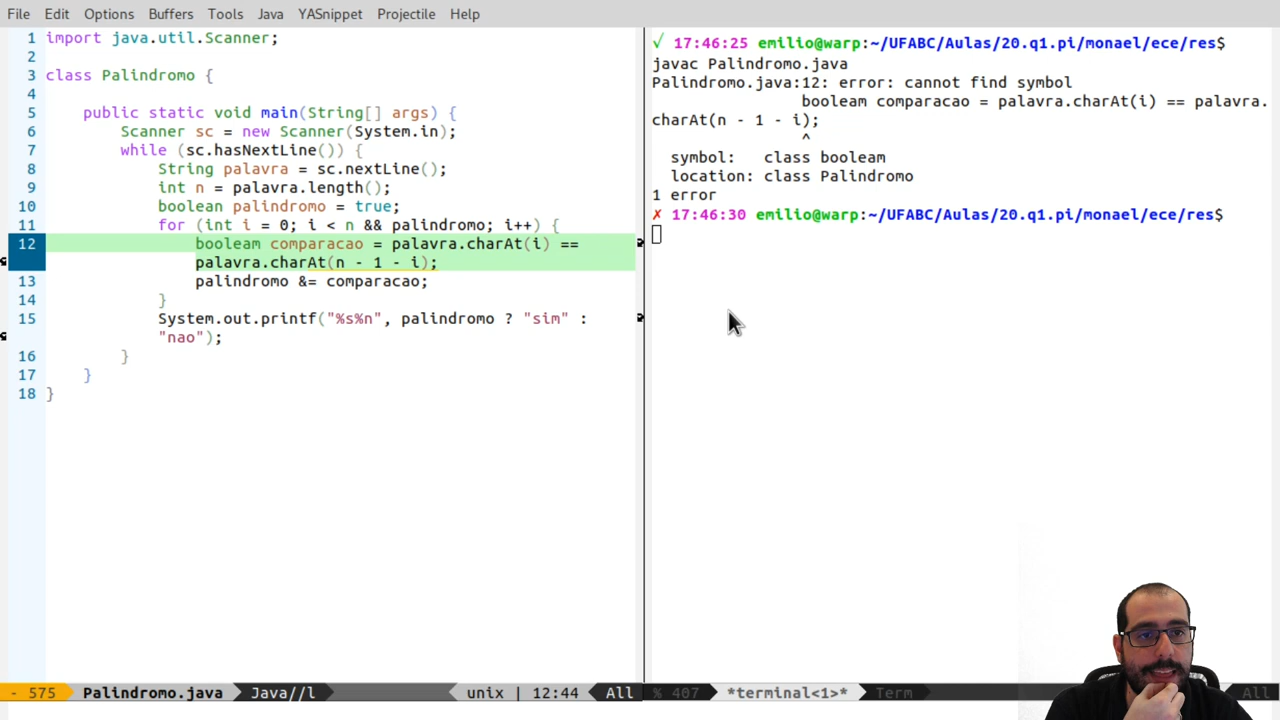 File Edit Options Buffers Tools Java YASnippet Projectile Help
1 import java.util.Scanner;
2
3 class Palindromo {
4
5 public static void main(String[] args) {
6 Scanner sc = new Scanner(System.in);
7 while (sc.hasNextLine()) {
8 String palavra = sc.nextLine();
9 int n = palavra.length();
10 boolean palindromo = true;
11 for (int i = 0; i < n && palindromo; i++) {
12 booleam comparacao = palavra.charAt(i) ==
palavra.charAt(n - 1 - i);
13 palindromo &= comparacao;
14 }
15 System.out.printf("%s%n", palindromo ? "sim" :
"nao");
16 }
17 }
18 }
- 575 Palindromo.java Java//l unix | 12:44 All
√ 17:46:25 emilio@warp:~/UFABC/Aulas/20.q1.pi/monael/ece/res$
javac Palindromo.java
Palindromo.java:12: error: cannot find symbol
booleam comparacao = palavra.charAt(i) == palavra.
charAt(n - 1 - i);
^
symbol: class booleam
location: class Palindromo
1 error
✗ 17:46:30 emilio@warp:~/UFABC/Aulas/20.q1.pi/monael/ece/res$
% 407 *terminal<1>* Term All